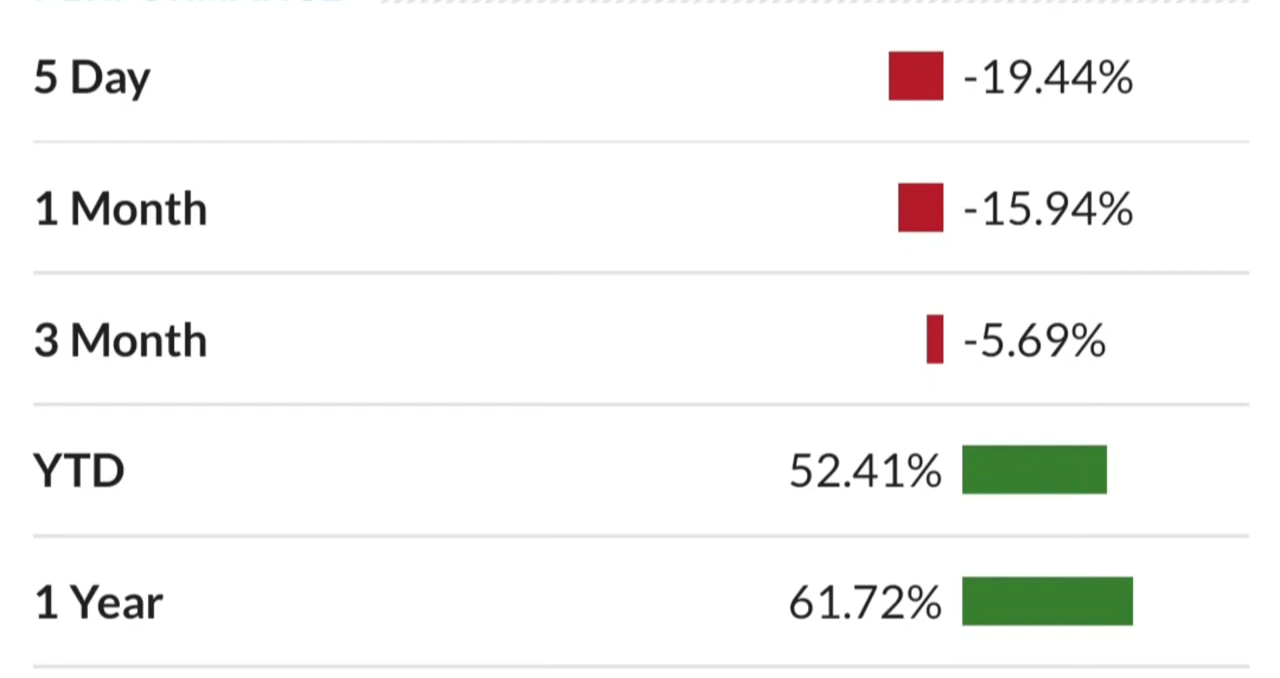 5 Day -19.44%
1 Month -15.94%
3 Month -5.69%
YTD 52.41%
1 Year 61.72%